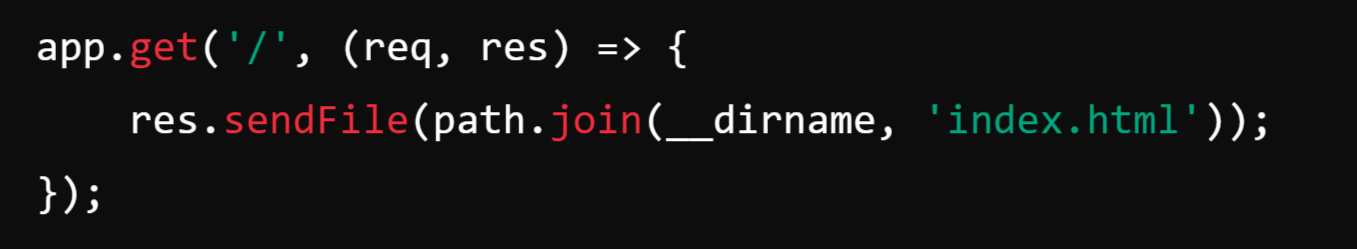 app.get('/', (req, res) => {
    res.sendFile(path.join(__dirname, 'index.html'));
});